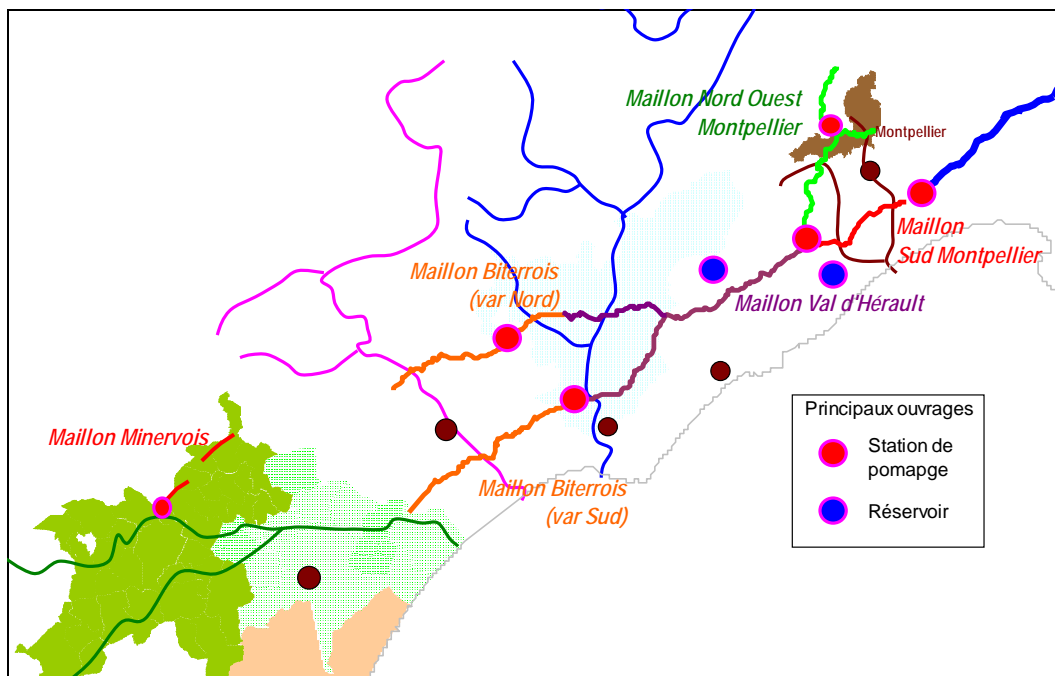 Maillon Nord Ouest
Montpellier
Montpellier
Maillon
Sud Montpellier
Maillon Biterrois
(var Nord)
Maillon Val d'Hérault
Maillon Minervois
Maillon Biterrois
(var Sud)
Principaux ouvrages
Station de
pomapge
Réservoir